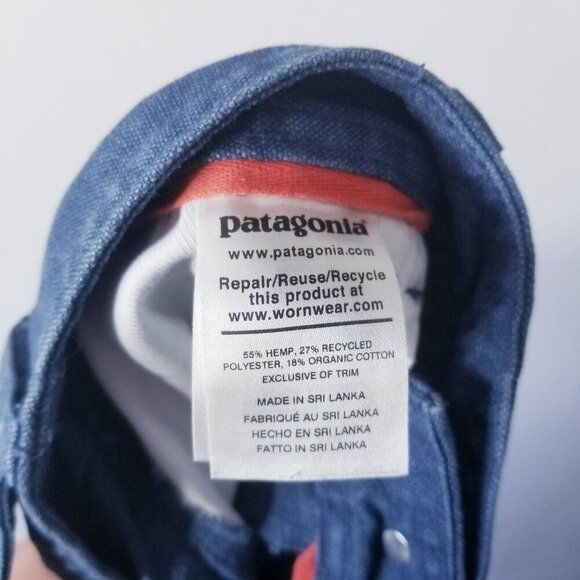 patagonia®
www.patagonia.com
Repair/Reuse/Recycle
this product at
www.wornwear.com
55% HEMP, 27% RECYCLED
POLYESTER, 18% ORGANIC COTTON
EXCLUSIVE OF TRIM
MADE IN SRI LANKA
FABRIQUÉ AU SRI LANKA
HECHO EN SRI LANKA
FATTO IN SRI LANKA